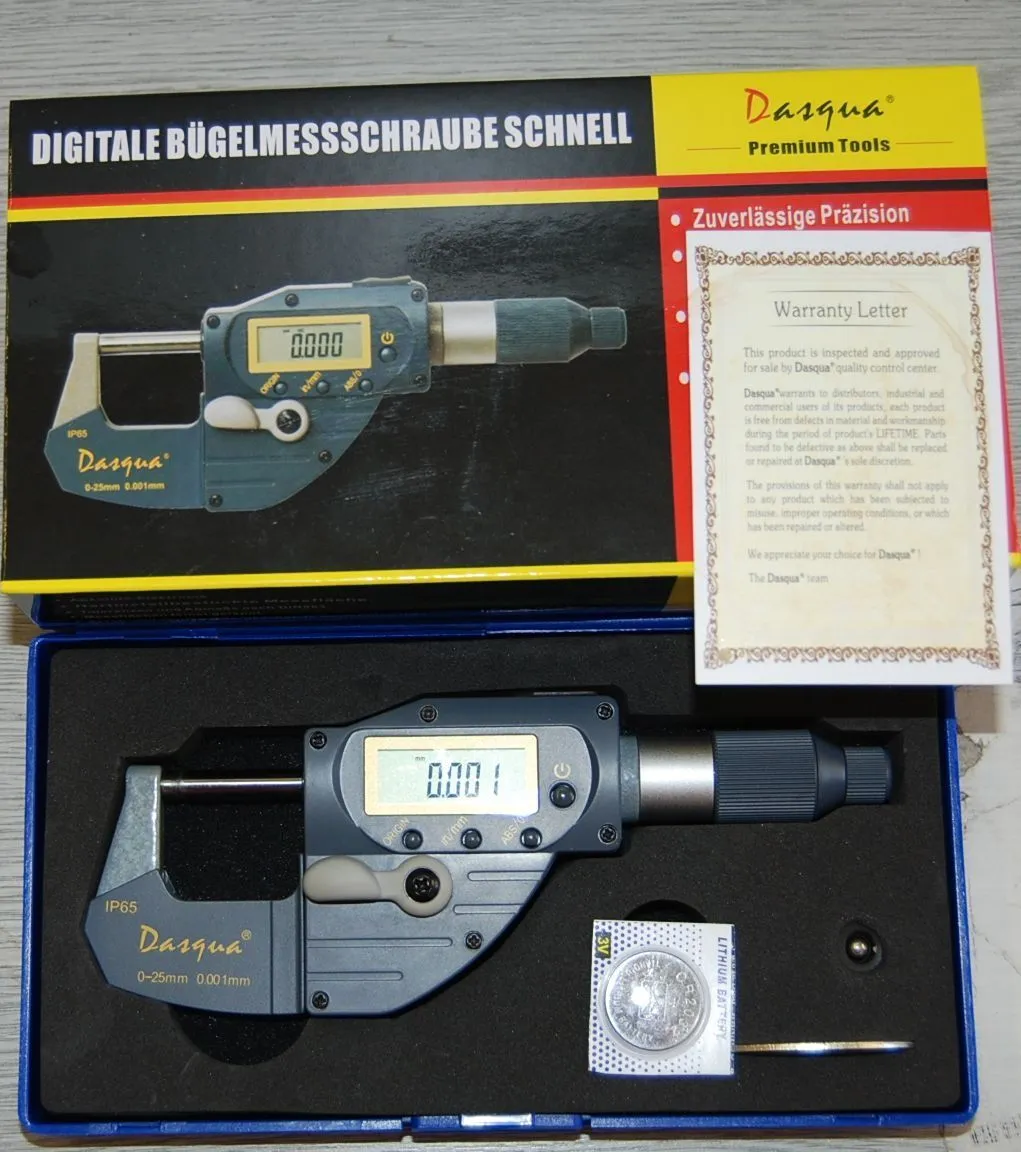 DIGITALE BÜGELMESSSCHRAUBE SCHNELL
Dasqua®
Premium Tools
• Zuverlässige Präzision
0.000
ORIGIN in/mm ABS/0
IP65
Dasqua®
0-25mm 0.001mm
Warranty Letter
This product is inspected and approved
for sale by Dasqua® quality control center.
Dasqua® warrants to distributors, industrial and
commercial users of its products, each product
is free from defects in material and workmanship
during the period of product's LIFETIME. Parts
found to be defective as above shall be replaced
or repaired at Dasqua® 's sole discretion.
The provisions of this warranty shall not apply
to any product which has been subjected to
misuse, improper operating conditions, or which
has been repaired or altered.
We appreciate your choice for Dasqua® !
The Dasqua® team
• Hartmetallbestückte Messfläche
mm
0.001
ORIGIN in/mm ABS/0
IP65
Dasqua®
0-25mm 0.001mm
3V
LITHIUM BATTERY